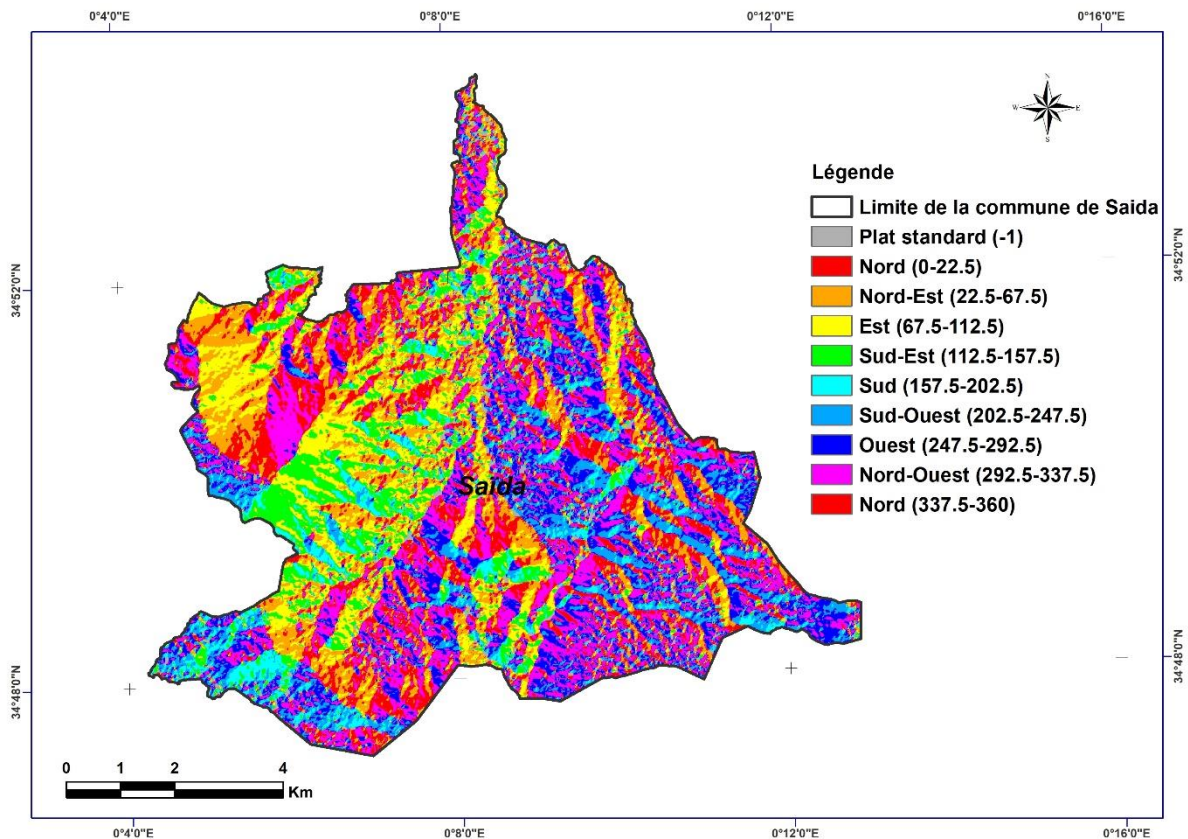 0°4'0"E 0°8'0"E 0°12'0"E 0°16'0"E
N
W E
S
Légende
Limite de la commune de Saida
Plat standard (-1)
Nord (0-22.5)
Nord-Est (22.5-67.5)
Est (67.5-112.5)
Sud-Est (112.5-157.5)
Sud (157.5-202.5)
Sud-Ouest (202.5-247.5)
Ouest (247.5-292.5)
Nord-Ouest (292.5-337.5)
Nord (337.5-360)
34°52'0"N
34°52'0"N
Saida
34°48'0"N
34°48'0"N
0 1 2 4
Km
0°4'0"E 0°8'0"E 0°12'0"E 0°16'0"E